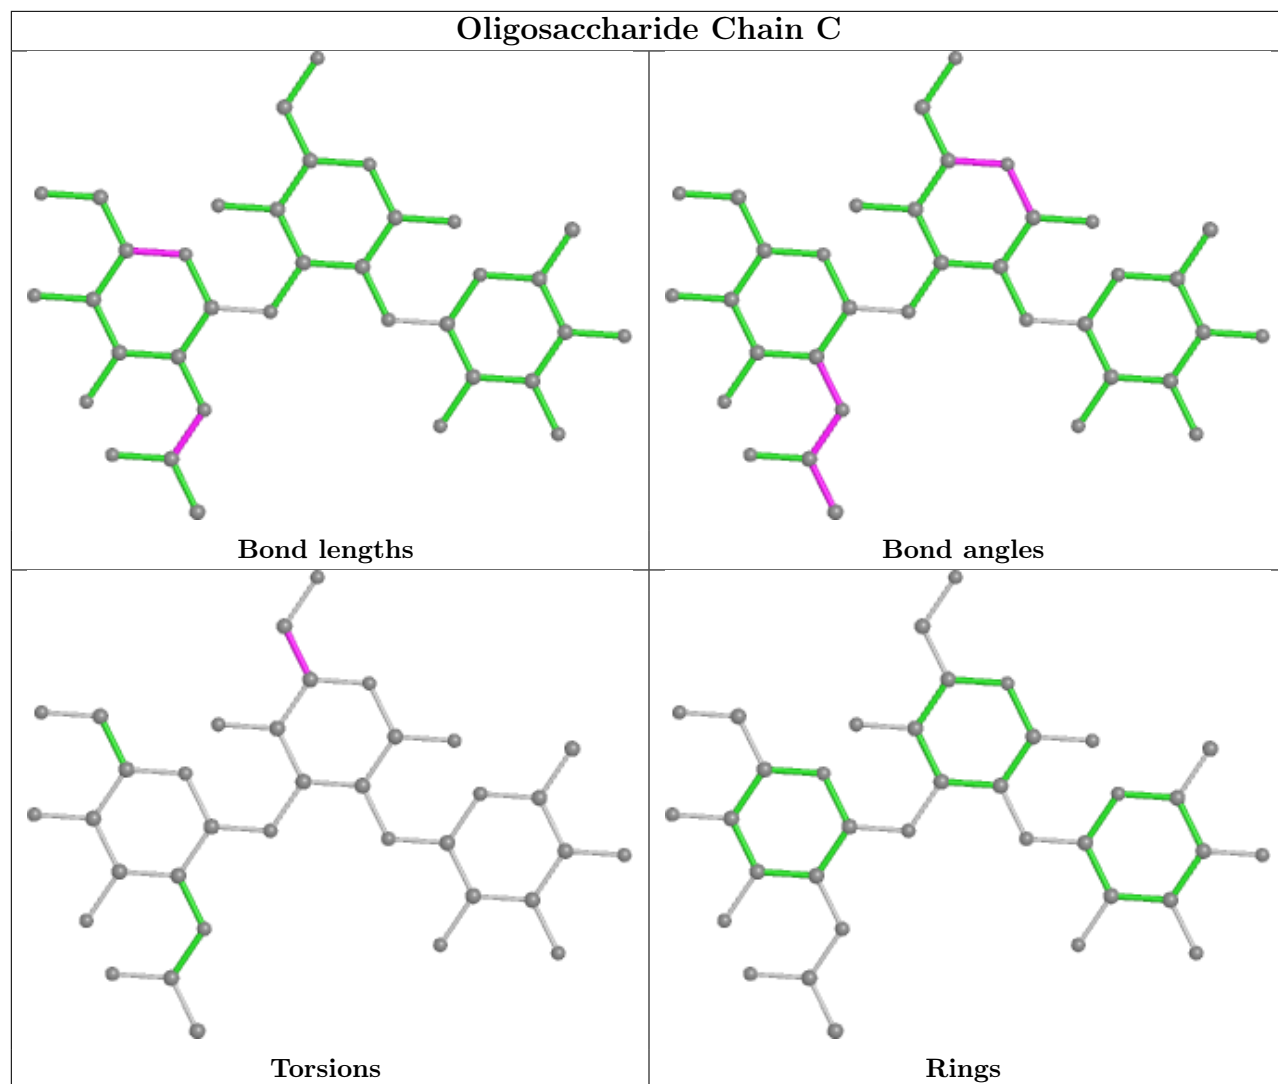 Oligosaccharide Chain C
Bond lengths
Bond angles
Torsions
Rings